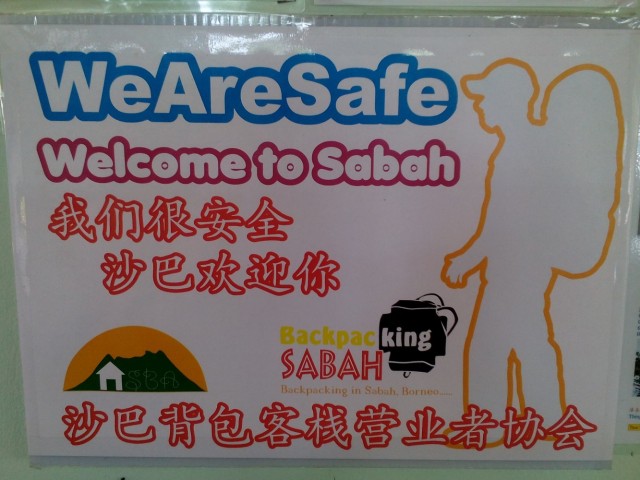 WeAreSafe
Welcome to Sabah
我们很安全
沙巴欢迎你
Backpacking
SABAH
SBA
Backpacking in Sabah, Borneo....
沙巴背包客栈营业者协会